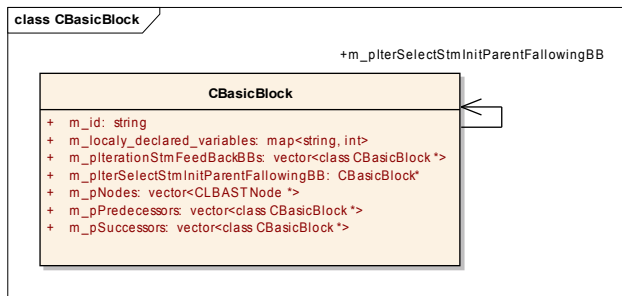 class CBasicBlock
+m_pIterSelectStmInitParentFallowingBB
CBasicBlock
+ m_id: string
+ m_localy_declared_variables: map<string, int>
+ m_pIterationStmFeedBackBBs: vector<class CBasicBlock *>
+ m_pIterSelectStmInitParentFallowingBB: CBasicBlock*
+ m_pNodes: vector<CLBASTNode *>
+ m_pPredecessors: vector<class CBasicBlock *>
+ m_pSuccessors: vector<class CBasicBlock *>